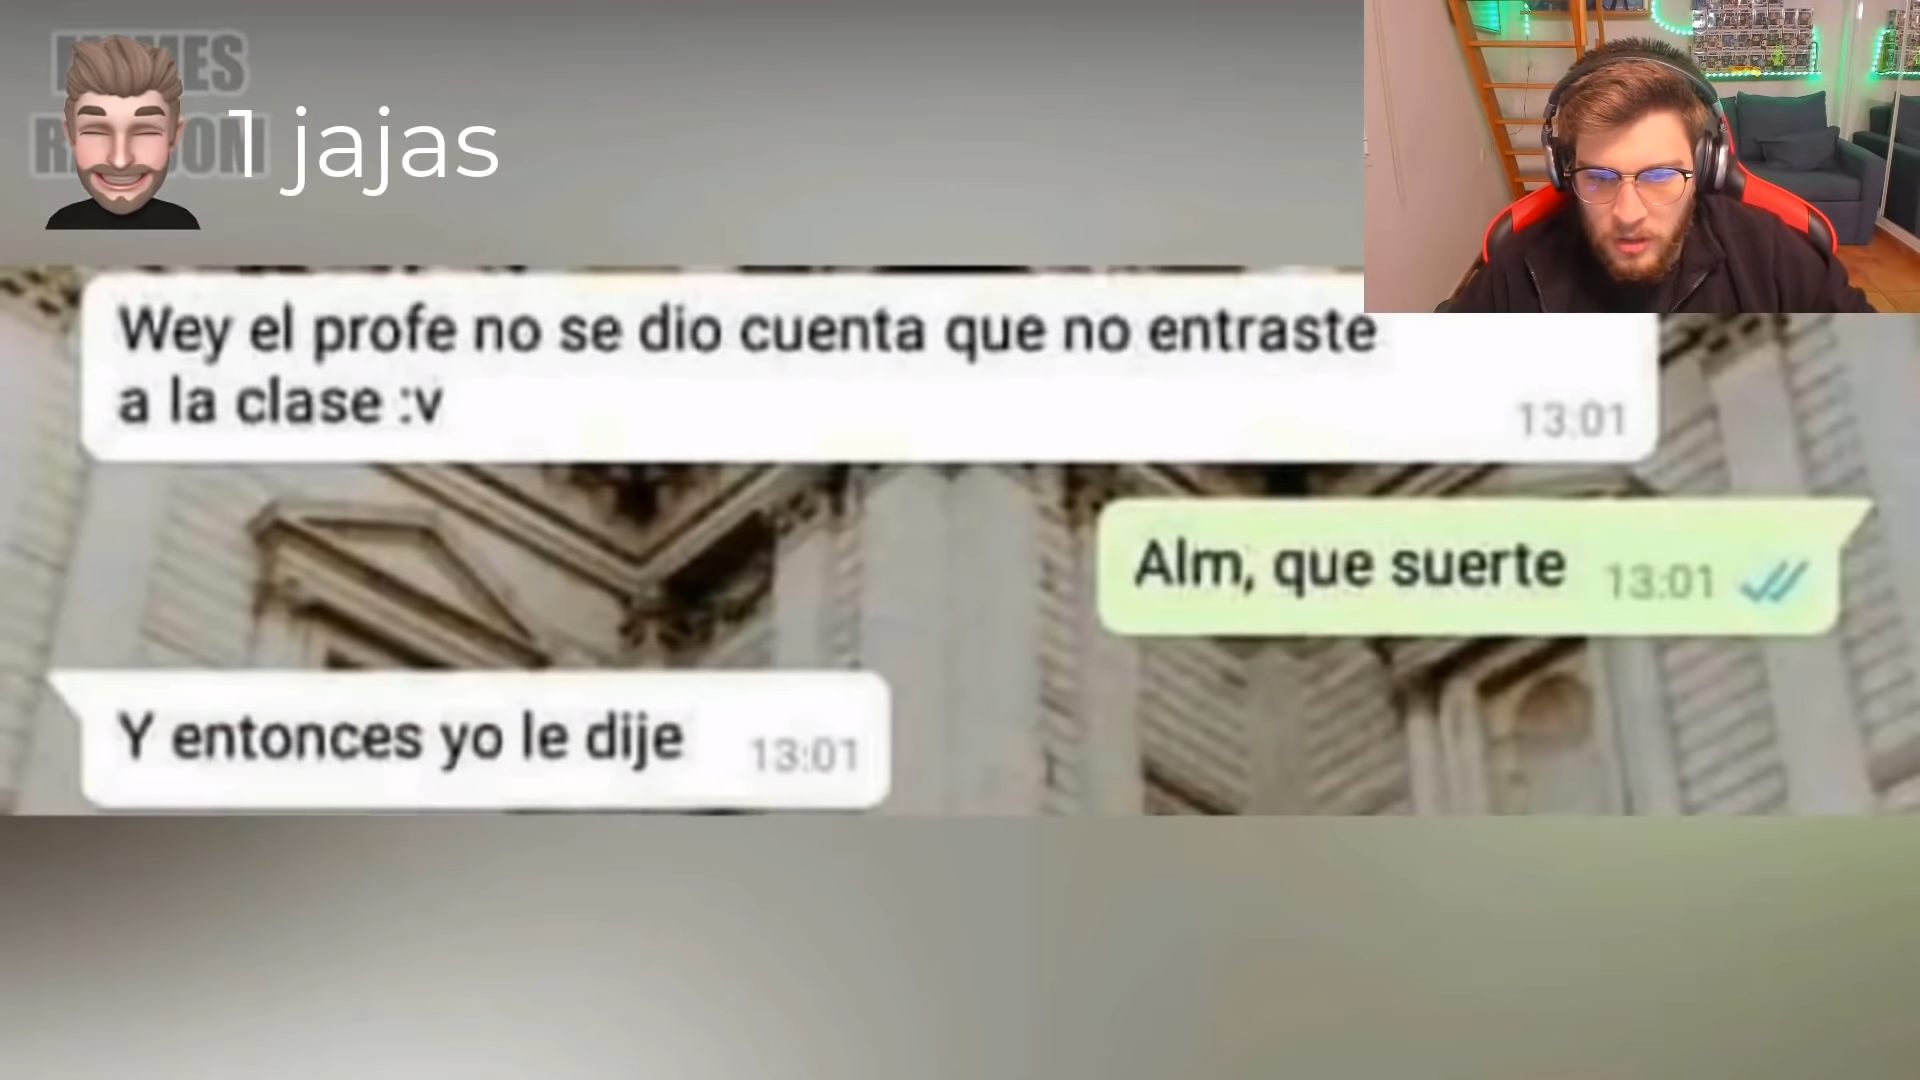 1 jajas
Wey el profe no se dio cuenta que no entraste
a la clase :v
13:01
Alm, que suerte 13:01
Y entonces yo le dije 13:01